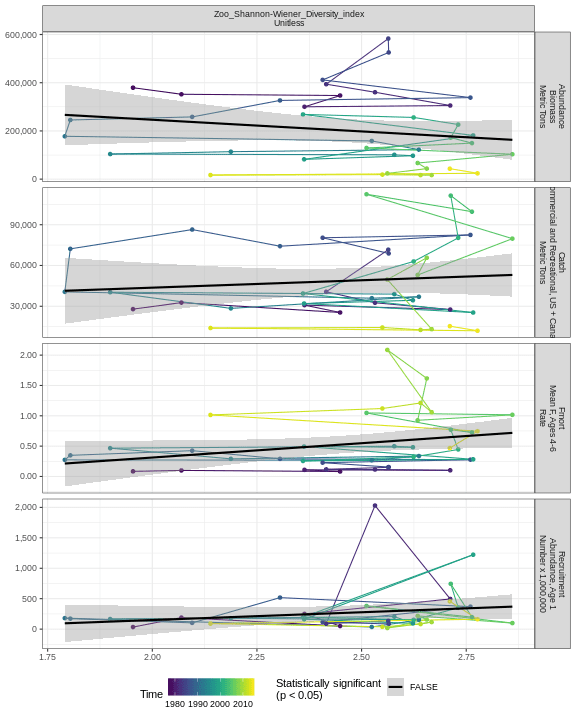 Zoo_Shannon-Wiener_Diversity_index
Unitless
600,000
400,000
200,000
0
Abundance
Biomass
Metric Tons
90,000
60,000
30,000
Catch
ommercial and Recreational, US + Cana
Metric Tons
2.00
1.50
1.00
0.50
0.00
Fmort
Mean F, Ages 4-6
Rate
2,000
1,500
1,000
500
0
Recruitment
Abundance, Age 1
Number x 1,000,000
1.75 2.00 2.25 2.50 2.75
Time
1980 1990 2000 2010
Statistically significant
(p < 0.05)
FALSE